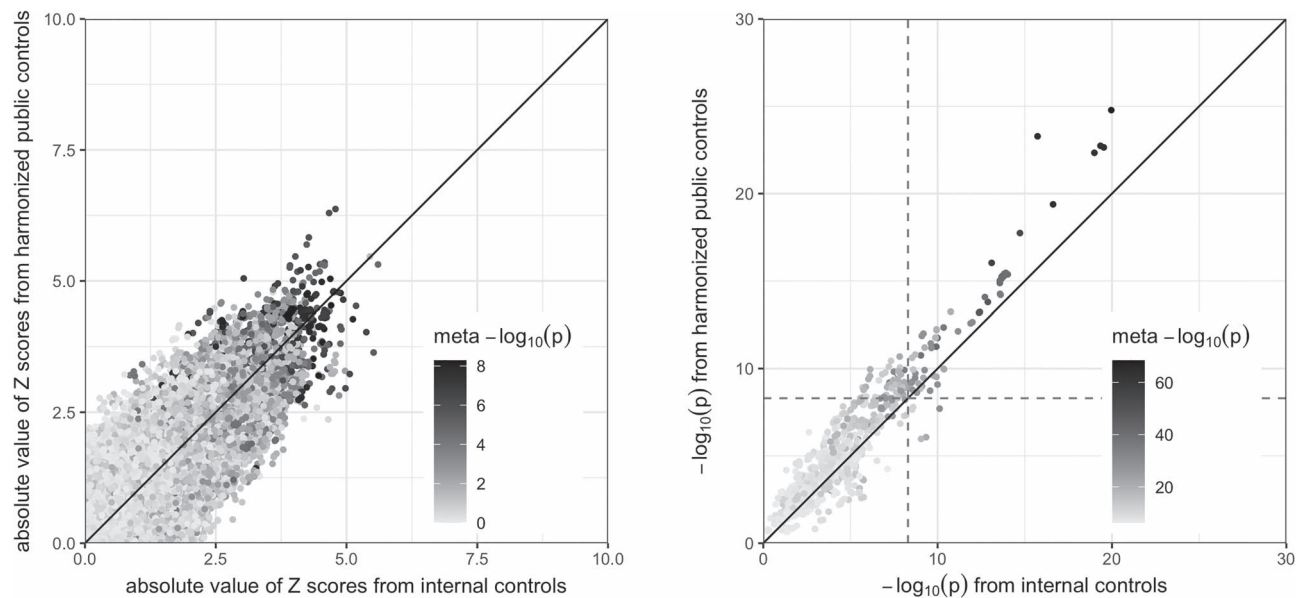 absolute value of Z scores from harmonized public controls
10.0
7.5
5.0
2.5
0.0
0.0 2.5 5.0 7.5 10.0
absolute value of Z scores from internal controls
meta −log₁₀(p)
8
6
4
2
0
−log₁₀(p) from harmonized public controls
30
20
10
0
0 10 20 30
−log₁₀(p) from internal controls
meta −log₁₀(p)
60
40
20